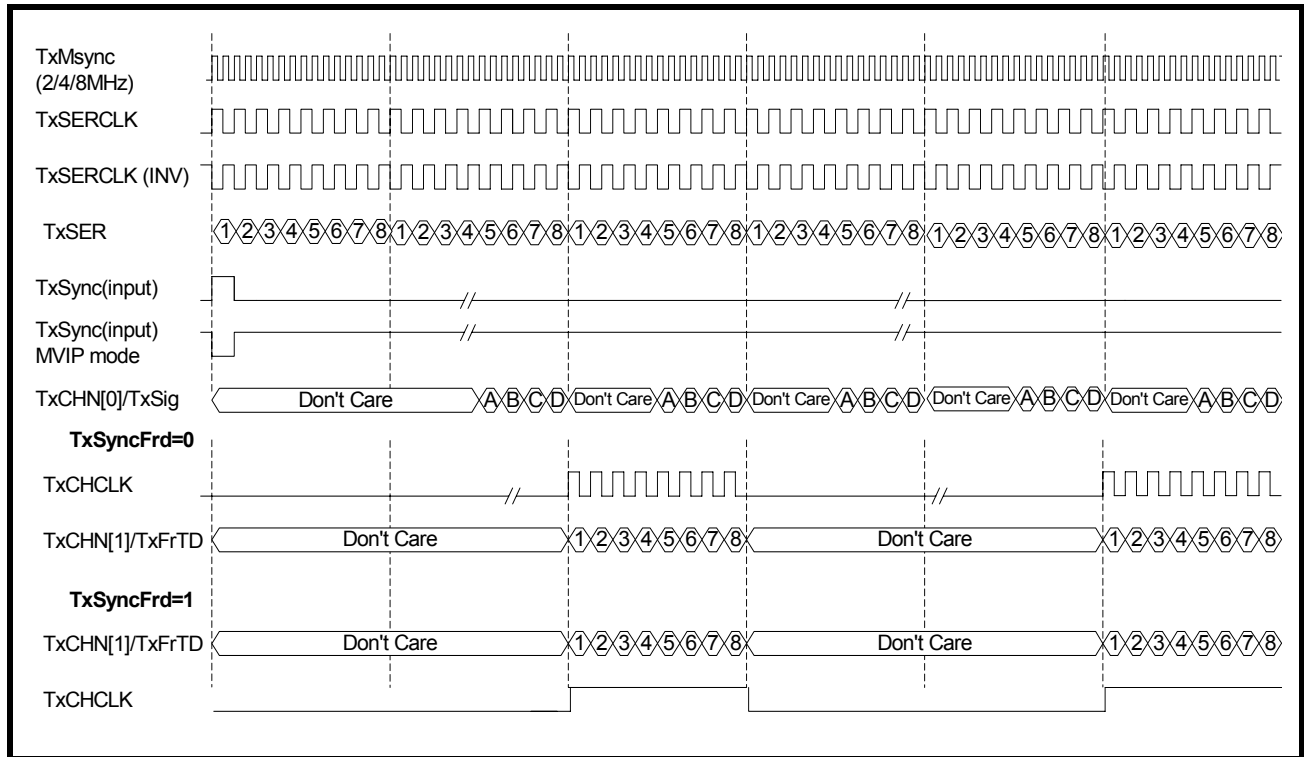 TxMsync
(2/4/8MHz)
TxSERCLK
TxSERCLK (INV)
TxSER 1 2 3 4 5 6 7 8 1 2 3 4 5 6 7 8 1 2 3 4 5 6 7 8 1 2 3 4 5 6 7 8 1 2 3 4 5 6 7 8 1 2 3 4 5 6 7 8
TxSync(input)
TxSync(input)
MVIP mode
TxCHN[0]/TxSig Don't Care A B C D Don't Care A B C D Don't Care A B C D Don't Care A B C D Don't Care A B C D
TxSyncFrd=0
TxCHCLK
TxCHN[1]/TxFrTD Don't Care 1 2 3 4 5 6 7 8 Don't Care 1 2 3 4 5 6 7 8
TxSyncFrd=1
TxCHN[1]/TxFrTD Don't Care 1 2 3 4 5 6 7 8 Don't Care 1 2 3 4 5 6 7 8
TxCHCLK